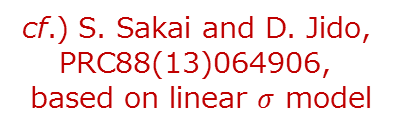 cf.) S. Sakai and D. Jido,
PRC88(13)064906,
based on linear σ model